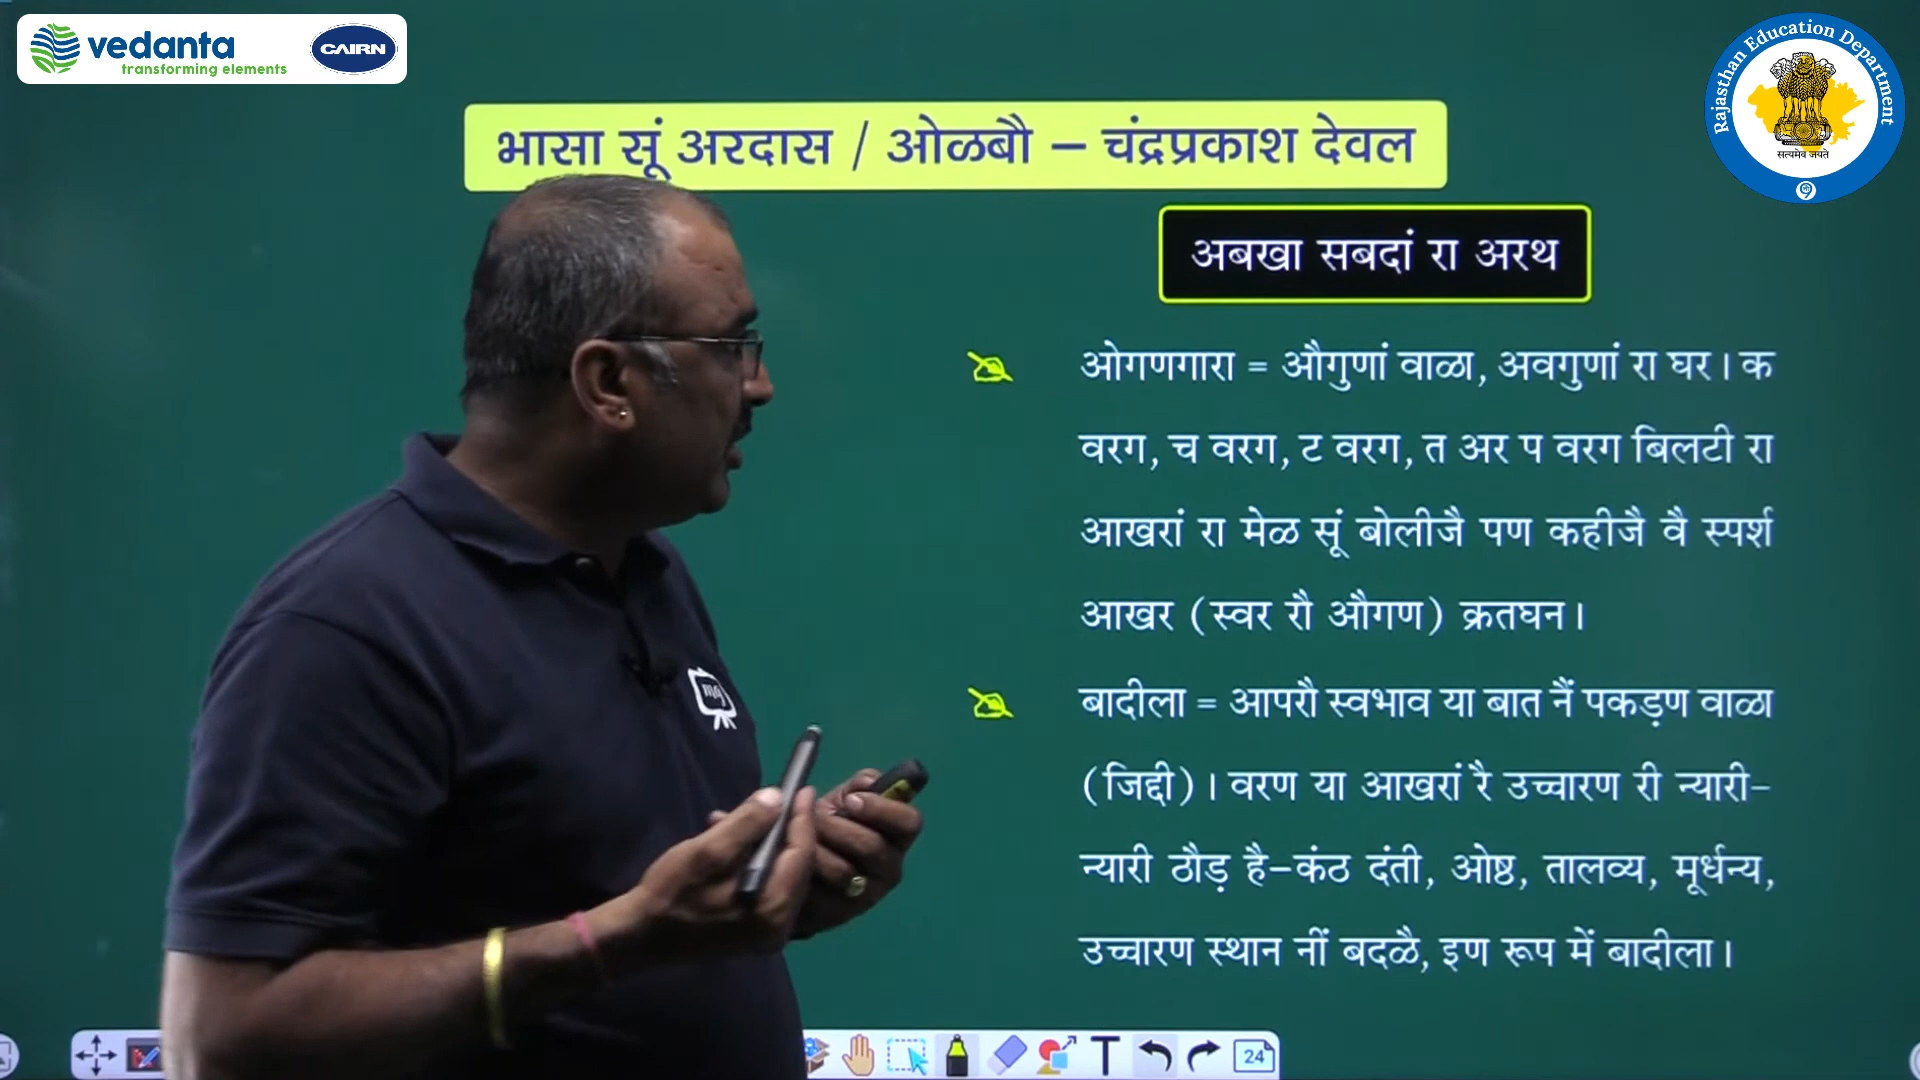 vedanta
transforming elements
CAIRN
Rajasthan Education Department
सत्यमेव जयते
भासा सूं अरदास / ओळबौ – चंद्रप्रकाश देवल
अबखा सबदां रा अरथ
ओगणगारा = औगुणां वाळा, अवगुणां रा घर। क
वरग, च वरग, ट वरग, त अर प वरग बिलटी रा
आखरां रा मेळ सूं बोलीजै पण कहीजै वै स्पर्श
आखर (स्वर रौ औगण) क्रतघन।
बादीला = आपरौ स्वभाव या बात नैं पकड़ण वाळा
(जिद्दी)। वरण या आखरां रै उच्चारण री न्यारी-
न्यारी ठौड़ है-कंठ दंती, ओष्ठ, तालव्य, मूर्धन्य,
उच्चारण स्थान नीं बदळै, इण रूप में बादीला।
mg
T
24